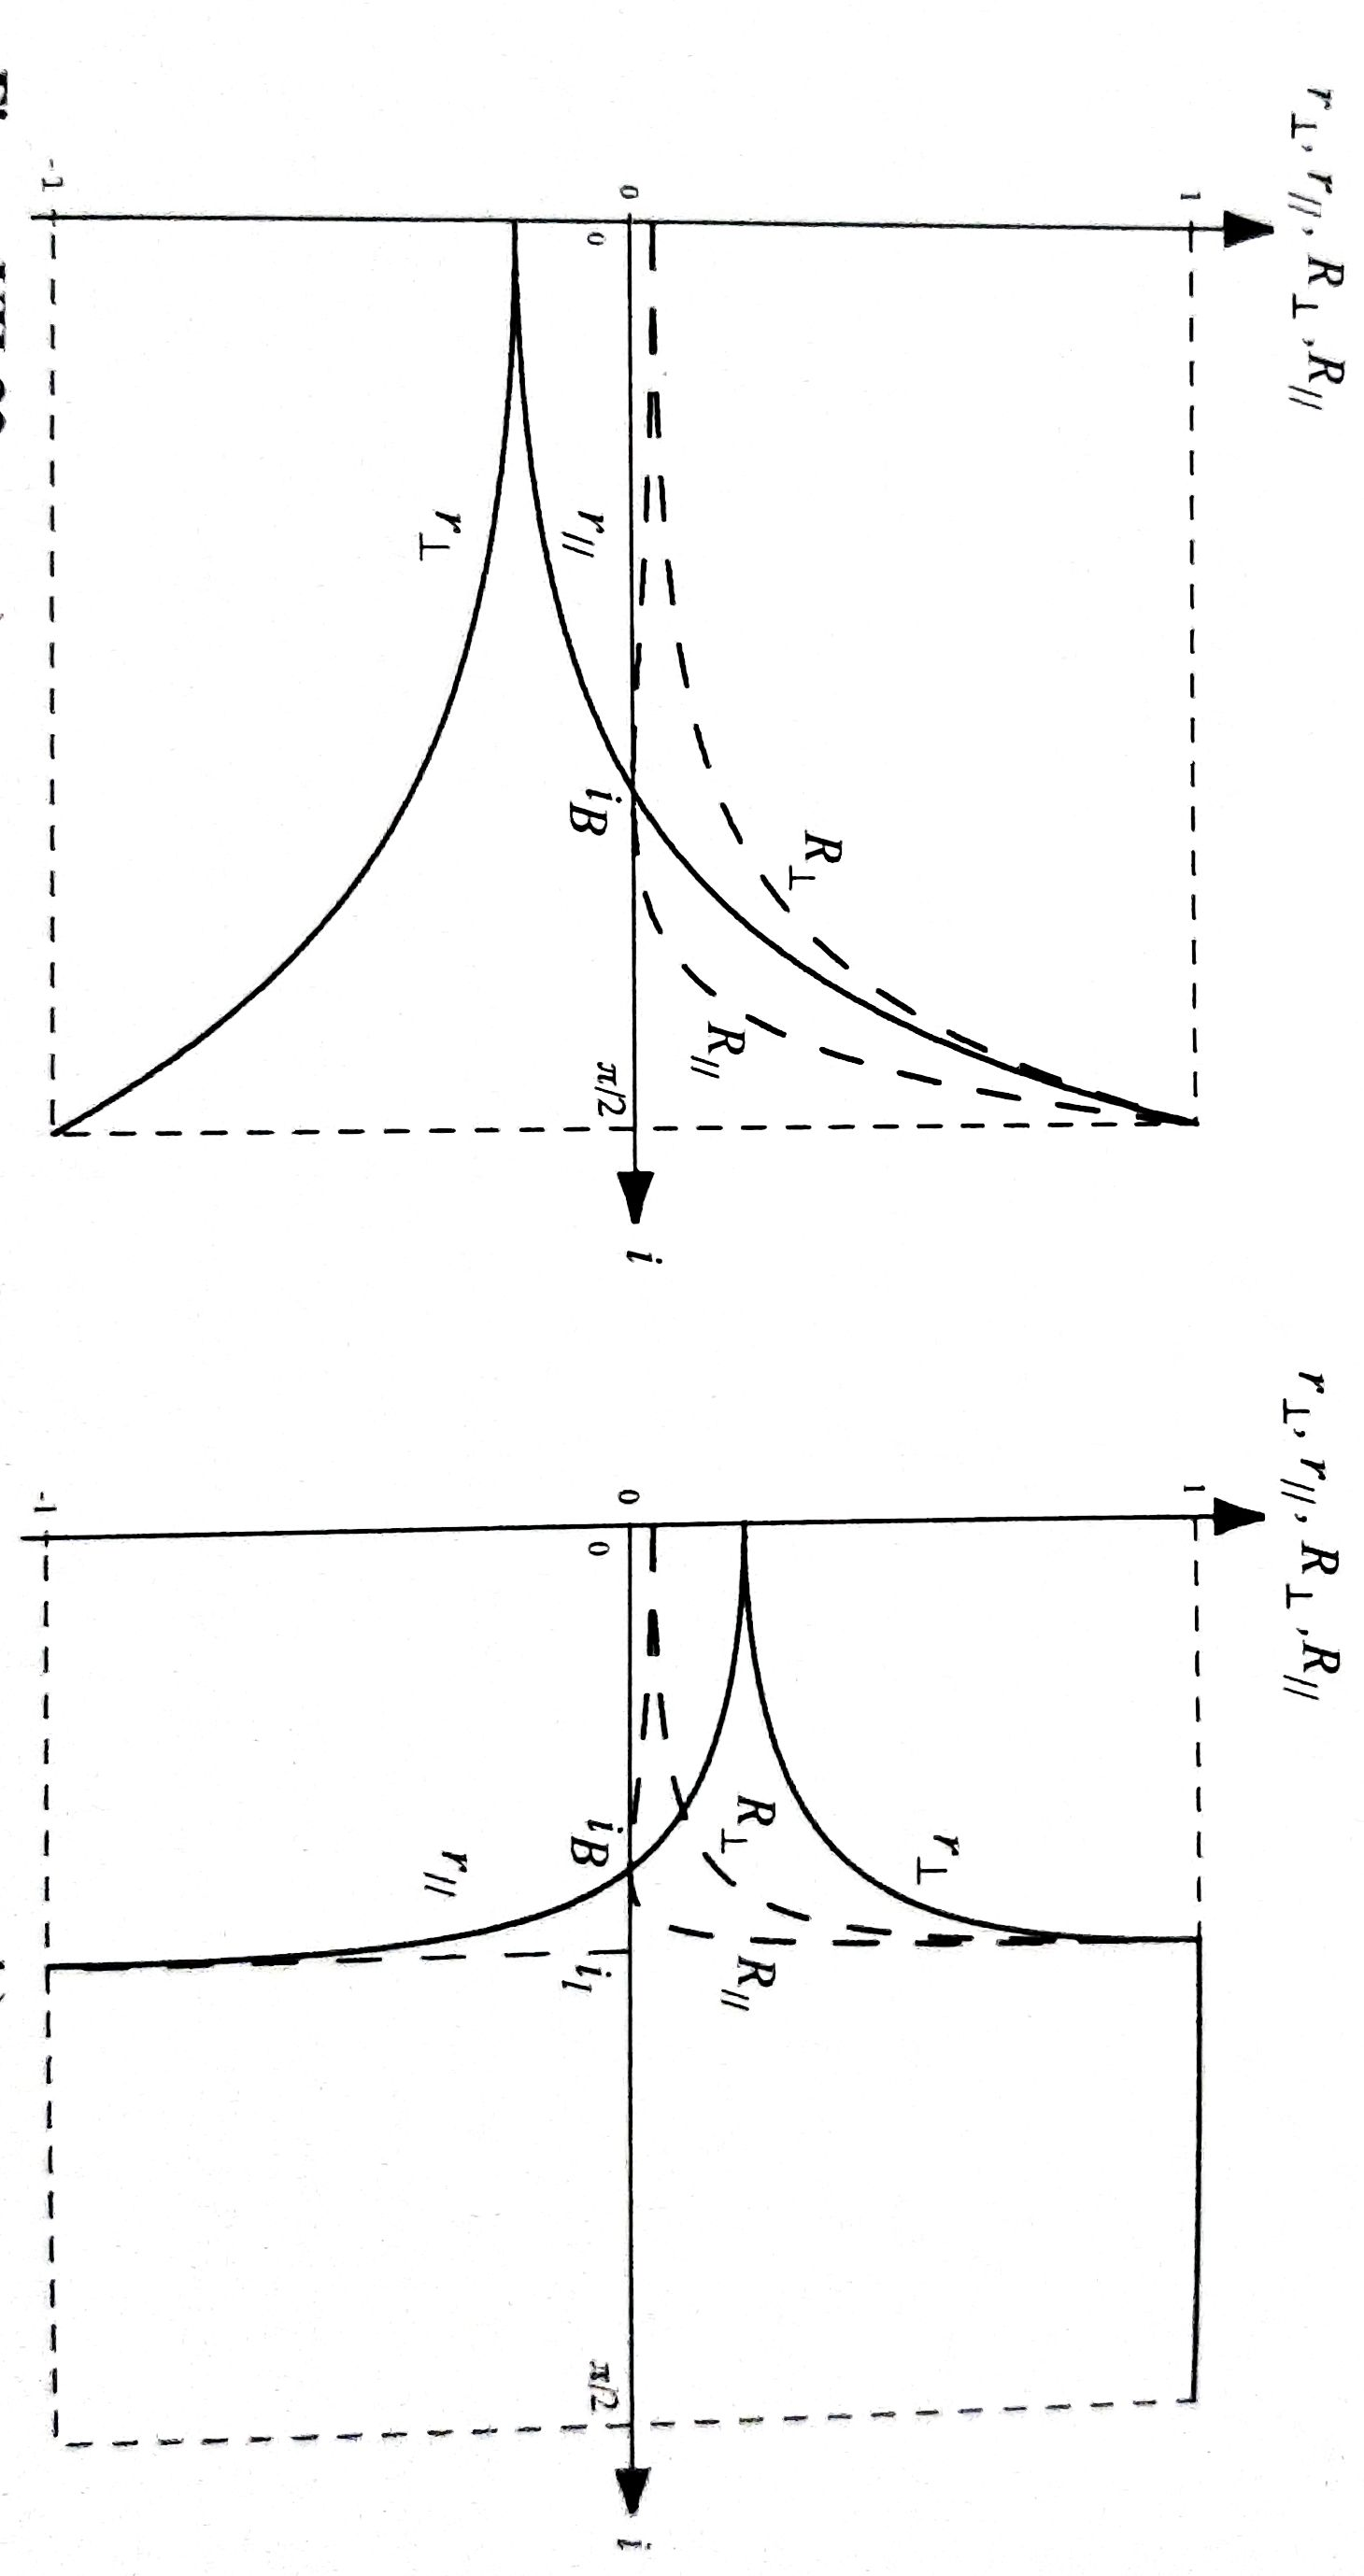 r⊥, r//, R⊥, R//
1
0
-1
0
r⊥
r//
R⊥
R//
iB
π/2
i
r⊥, r//, R⊥, R//
1
0
-1
0
r⊥
R⊥
iB
r//
R//
il
π/2
i